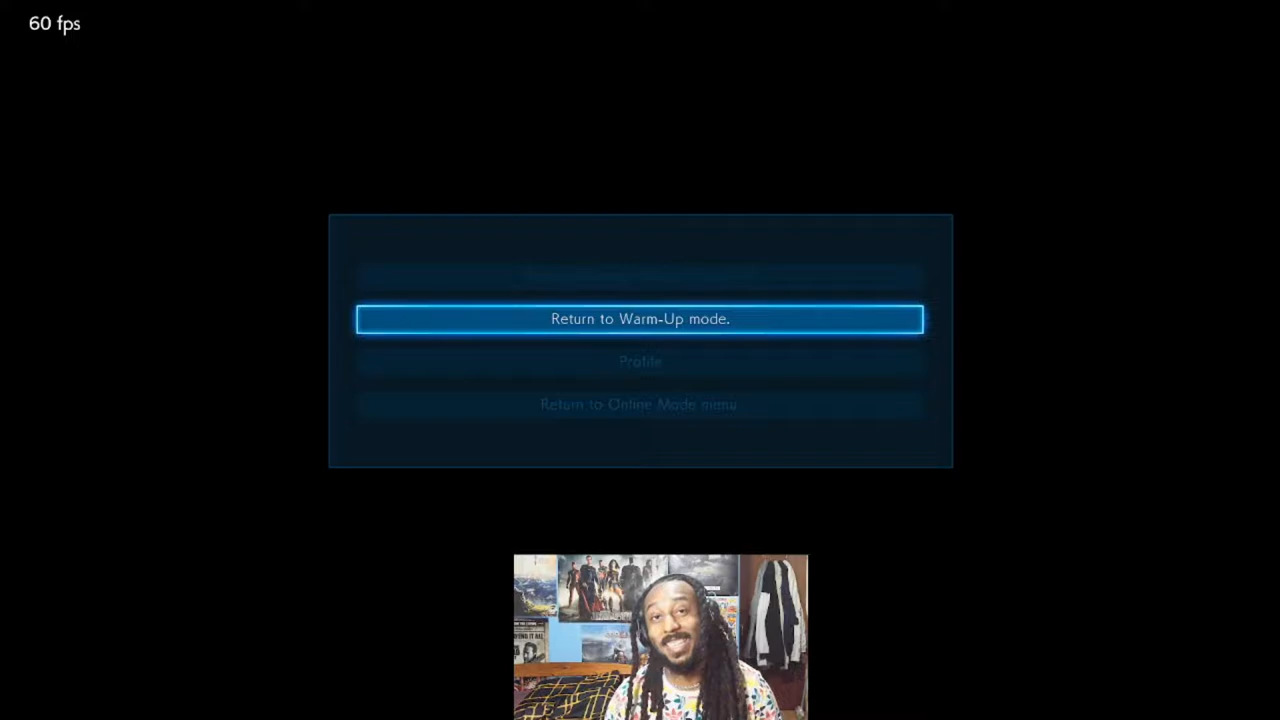 60 fps
Return to Warm-Up mode.
Profile
Return to Online Mode menu